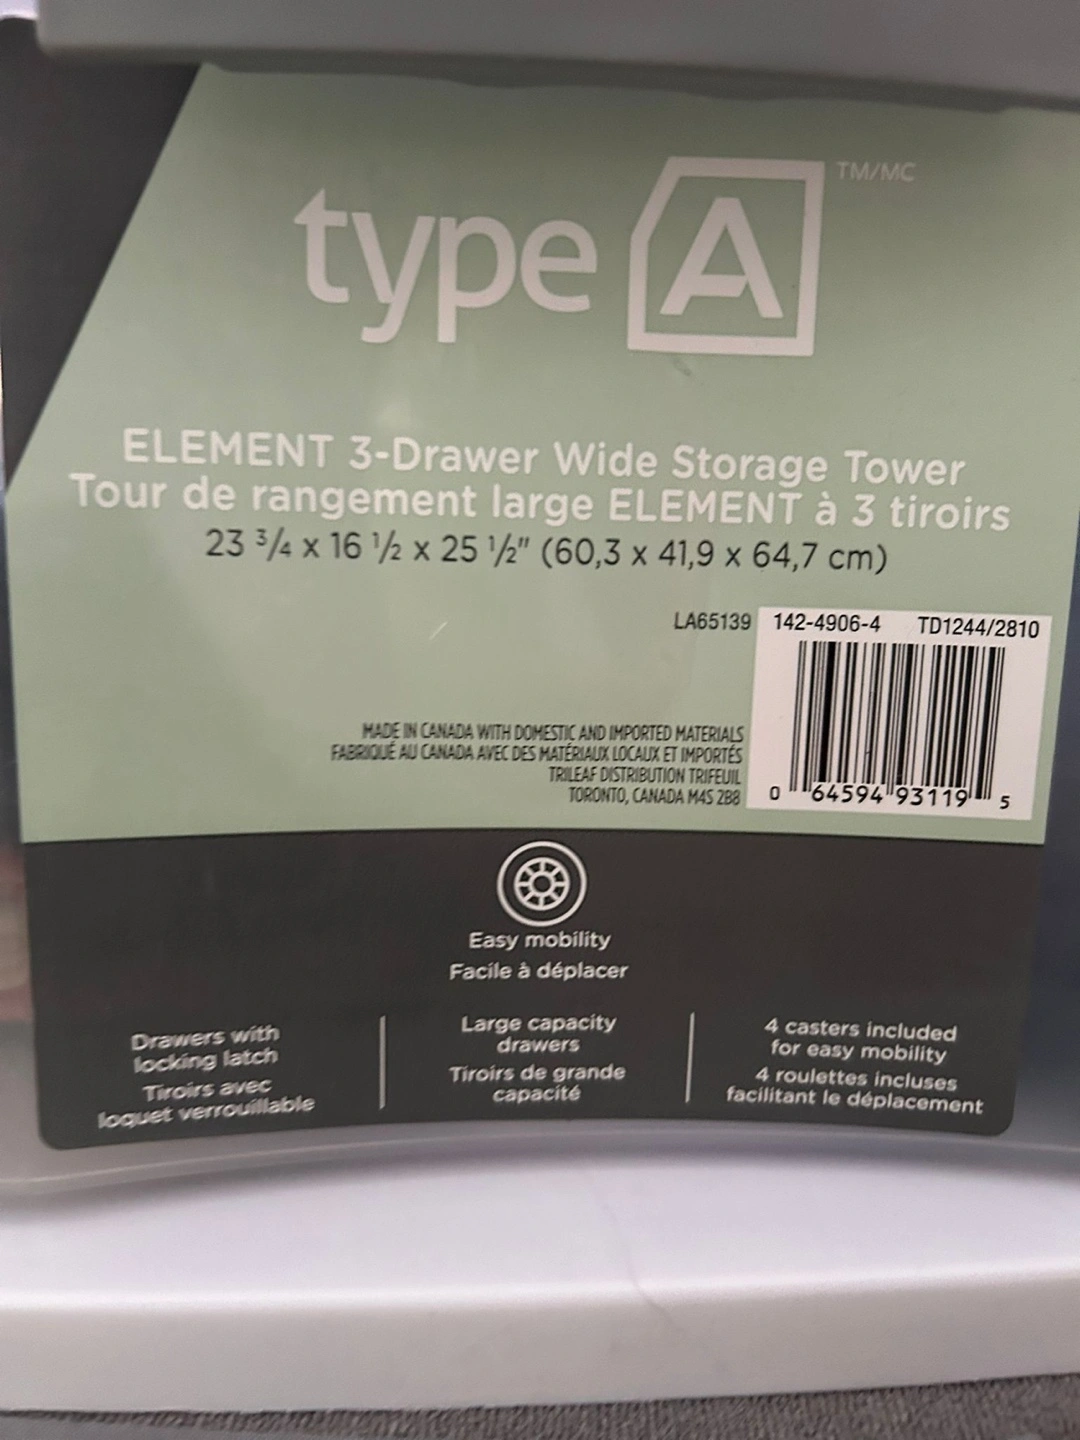 type A TM/MC
ELEMENT 3-Drawer Wide Storage Tower
Tour de rangement large ELEMENT à 3 tiroirs
23 3/4 x 16 1/2 x 25 1/2" (60,3 x 41,9 x 64,7 cm)
LA65139 142-4906-4 TD1244/2810
MADE IN CANADA WITH DOMESTIC AND IMPORTED MATERIALS
FABRIQUÉ AU CANADA AVEC DES MATÉRIAUX LOCAUX ET IMPORTÉS
TRILEAF DISTRIBUTION TRIFEUIL
TORONTO, CANADA M4S 2B8
0 64594 93119 5
Easy mobility
Facile à déplacer
Drawers with
locking latch
Tiroirs avec
loquet verrouillable
Large capacity
drawers
Tiroirs de grande
capacité
4 casters included
for easy mobility
4 roulettes incluses
facilitant le déplacement